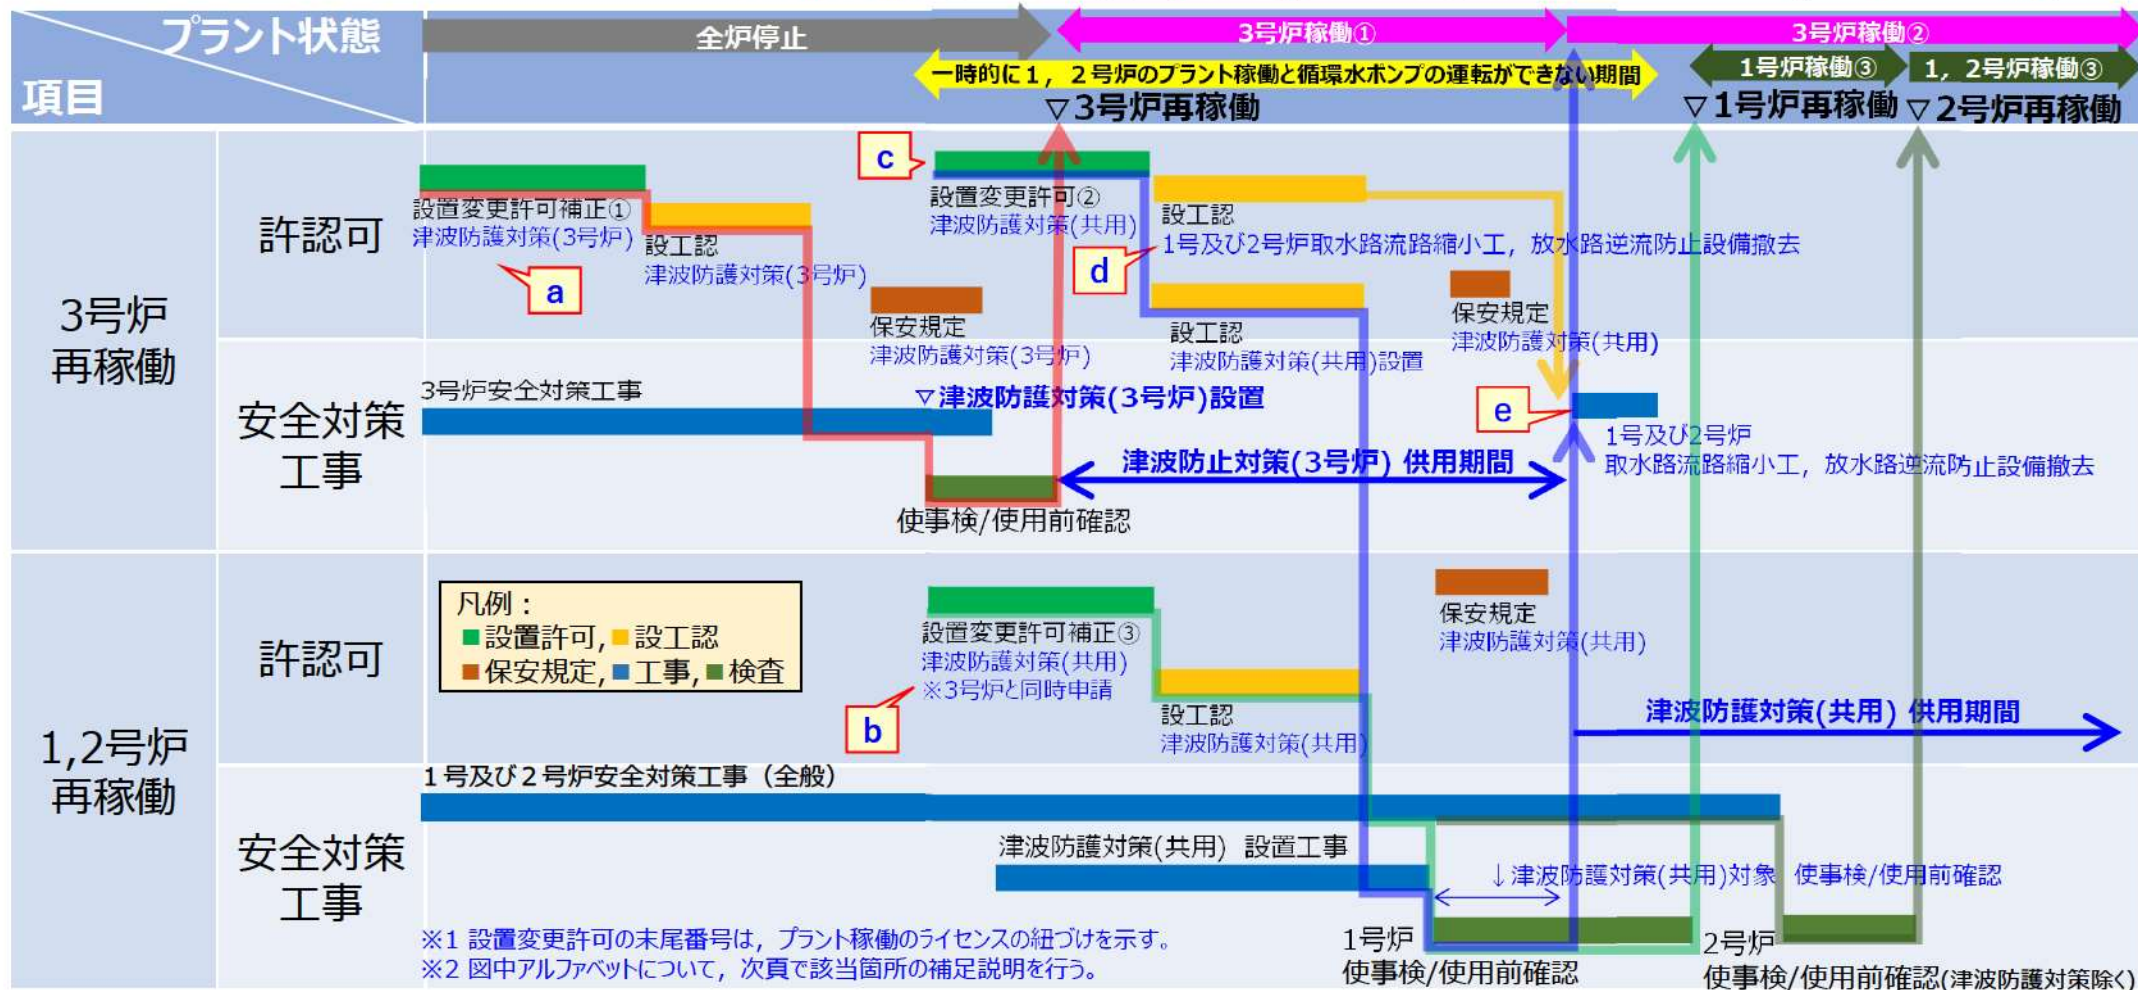 プラント状態
項目
全炉停止
3号炉稼働①
3号炉稼働②
一時的に1，2号炉のプラント稼働と循環水ポンプの運転ができない期間
1号炉稼働③
1，2号炉稼働③
▽3号炉再稼働
▽1号炉再稼働
▽2号炉再稼働
3号炉
再稼働
許認可
設置変更許可補正①
津波防護対策(3号炉)
a
設工認
津波防護対策(3号炉)
保安規定
津波防護対策(3号炉)
c
設置変更許可②
津波防護対策(共用)
設工認
1号及び2号炉取水路流路縮小工，放水路逆流防止設備撤去
d
設工認
津波防護対策(共用)設置
保安規定
津波防護対策(共用)
安全対策
工事
3号炉安全対策工事
▽津波防護対策(3号炉)設置
津波防止対策(3号炉) 供用期間
使事検/使用前確認
e
1号及び2号炉
取水路流路縮小工，放水路逆流防止設備撤去
1,2号炉
再稼働
許認可
凡例：
■設置許可,■設工認
■保安規定,■工事,■検査
設置変更許可補正③
津波防護対策(共用)
※3号炉と同時申請
b
設工認
津波防護対策(共用)
保安規定
津波防護対策(共用)
津波防護対策(共用) 供用期間
安全対策
工事
1号及び2号炉安全対策工事（全般）
津波防護対策(共用) 設置工事
↓津波防護対策(共用)対象 使事検/使用前確認
1号炉
使事検/使用前確認
2号炉
使事検/使用前確認(津波防護対策除く)
※1 設置変更許可の末尾番号は，プラント稼働のライセンスの紐づけを示す。
※2 図中アルファベットについて，次頁で該当箇所の補足説明を行う。